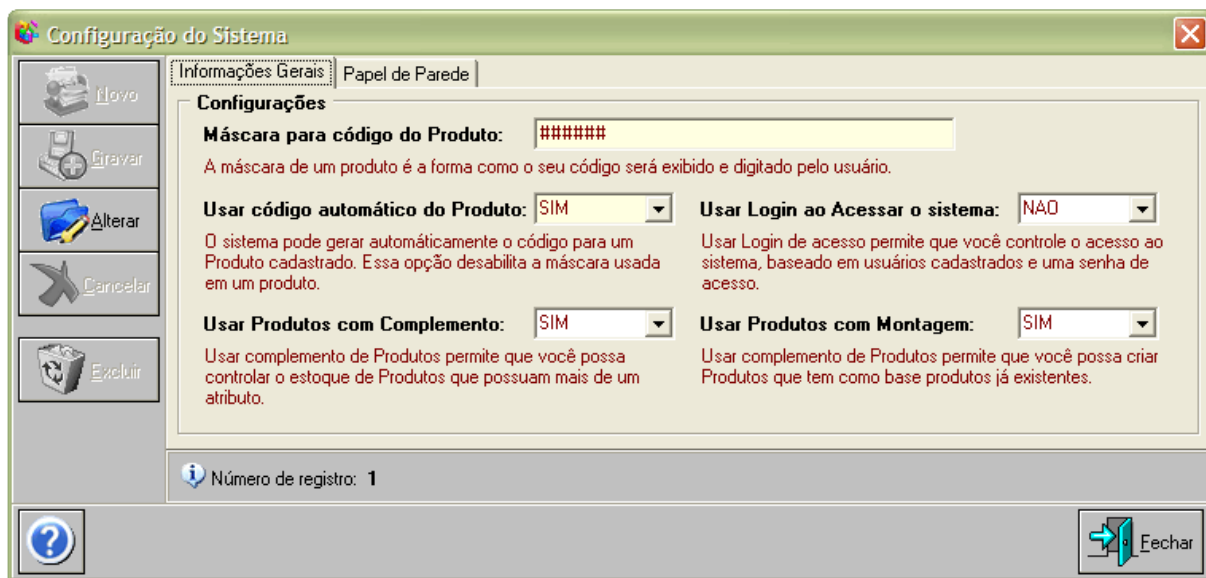 Configuração do Sistema
Novo
Gravar
Alterar
Cancelar
Excluir
Informações Gerais Papel de Parede
Configurações
Máscara para código do Produto: ######
A máscara de um produto é a forma como o seu código será exibido e digitado pelo usuário.
Usar código automático do Produto: SIM
O sistema pode gerar automáticamente o código para um
Produto cadastrado. Essa opção desabilita a máscara usada
em um produto.
Usar Login ao Acessar o sistema: NAO
Usar Login de acesso permite que você controle o acesso ao
sistema, baseado em usuários cadastrados e uma senha de
acesso.
Usar Produtos com Complemento: SIM
Usar complemento de Produtos permite que você possa
controlar o estoque de Produtos que possuam mais de um
atributo.
Usar Produtos com Montagem: SIM
Usar complemento de Produtos permite que você possa criar
Produtos que tem como base produtos já existentes.
Número de registro: 1
Fechar